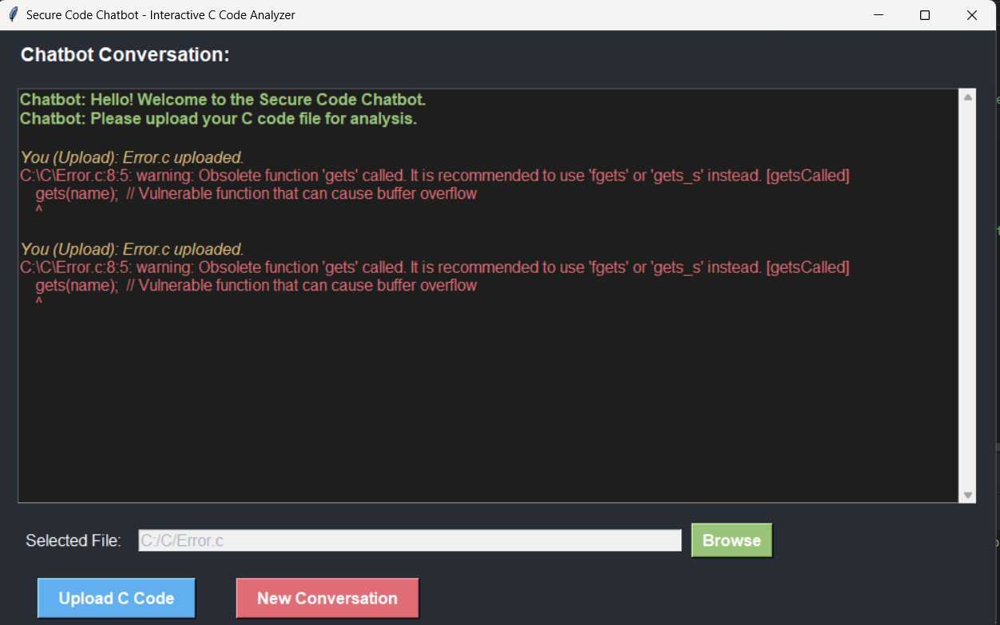 Secure Code Chatbot - Interactive C Code Analyzer
Chatbot Conversation:
Chatbot: Hello! Welcome to the Secure Code Chatbot.
Chatbot: Please upload your C code file for analysis.
You (Upload): Error.c uploaded.
C:\C\Error.c:8:5: warning: Obsolete function 'gets' called. It is recommended to use 'fgets' or 'gets_s' instead. [getsCalled]
gets(name);  // Vulnerable function that can cause buffer overflow
^
You (Upload): Error.c uploaded.
C:\C\Error.c:8:5: warning: Obsolete function 'gets' called. It is recommended to use 'fgets' or 'gets_s' instead. [getsCalled]
gets(name);  // Vulnerable function that can cause buffer overflow
^
Selected File: C:/C/Error.c Browse
Upload C Code New Conversation